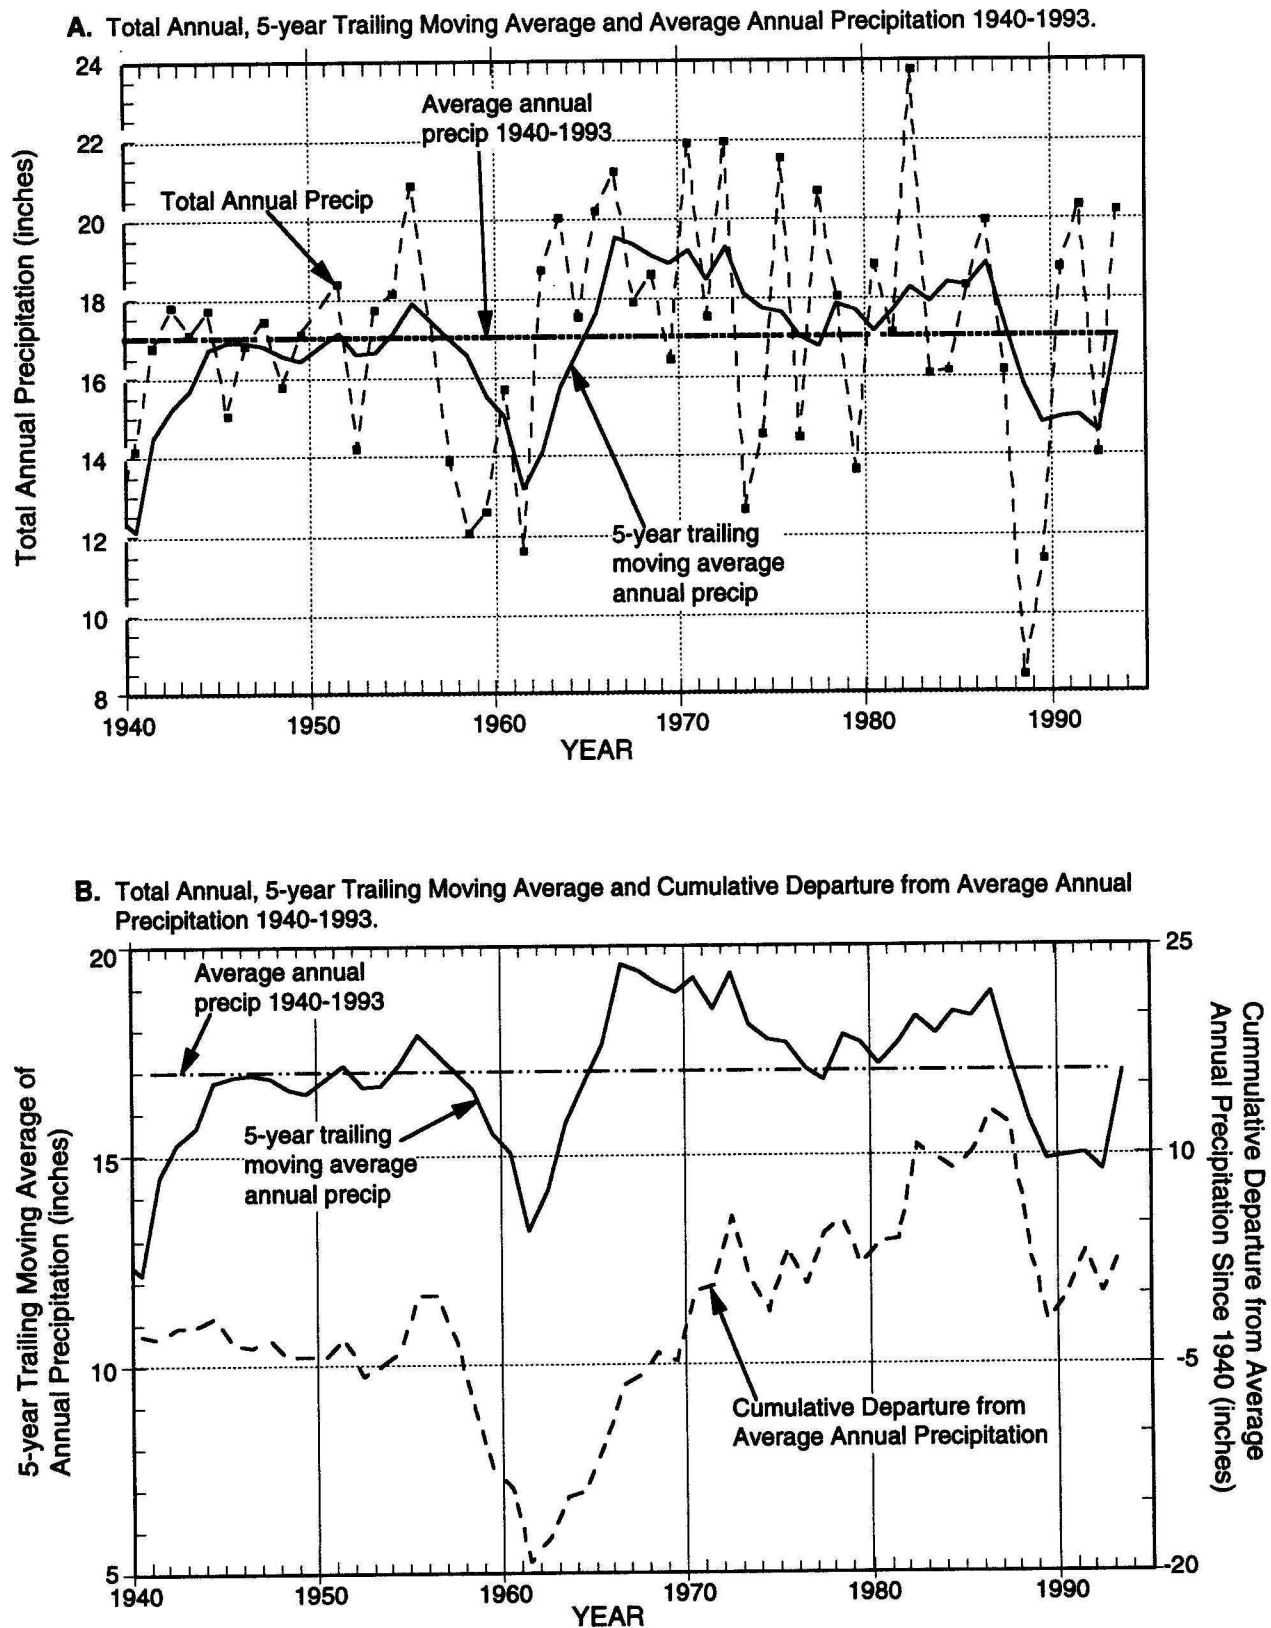 A. Total Annual, 5-year Trailing Moving Average and Average Annual Precipitation 1940-1993.
24
22
20
18
16
14
12
10
8
Total Annual Precipitation (inches)
Average annual
precip 1940-1993
Total Annual Precip
5-year trailing
moving average
annual precip
1940
1950
1960
1970
1980
1990
YEAR
B. Total Annual, 5-year Trailing Moving Average and Cumulative Departure from Average Annual
Precipitation 1940-1993.
20
15
10
5
5-year Trailing Moving Average of
Annual Precipitation (inches)
Average annual
precip 1940-1993
5-year trailing
moving average
annual precip
Cumulative Departure from
Average Annual Precipitation
25
10
-5
-20
Cummulative Departure from Average
Annual Precipitation Since 1940 (inches)
1940
1950
1960
1970
1980
1990
YEAR